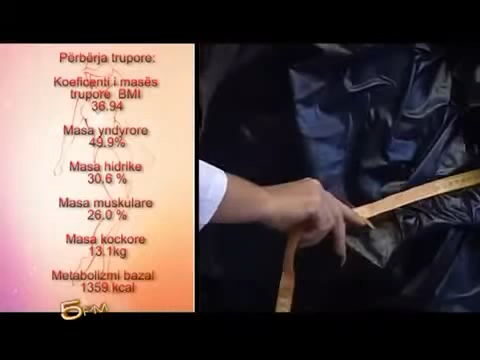 Përbërja trupore:
Koeficenti i masës
trupore BMI
36.94
Masa yndyrore
49.9%
Masa hidrike
30.6 %
Masa muskulare
26.0 %
Masa kockore
13.1kg
Metabolizmi bazal
1359 kcal
5PM